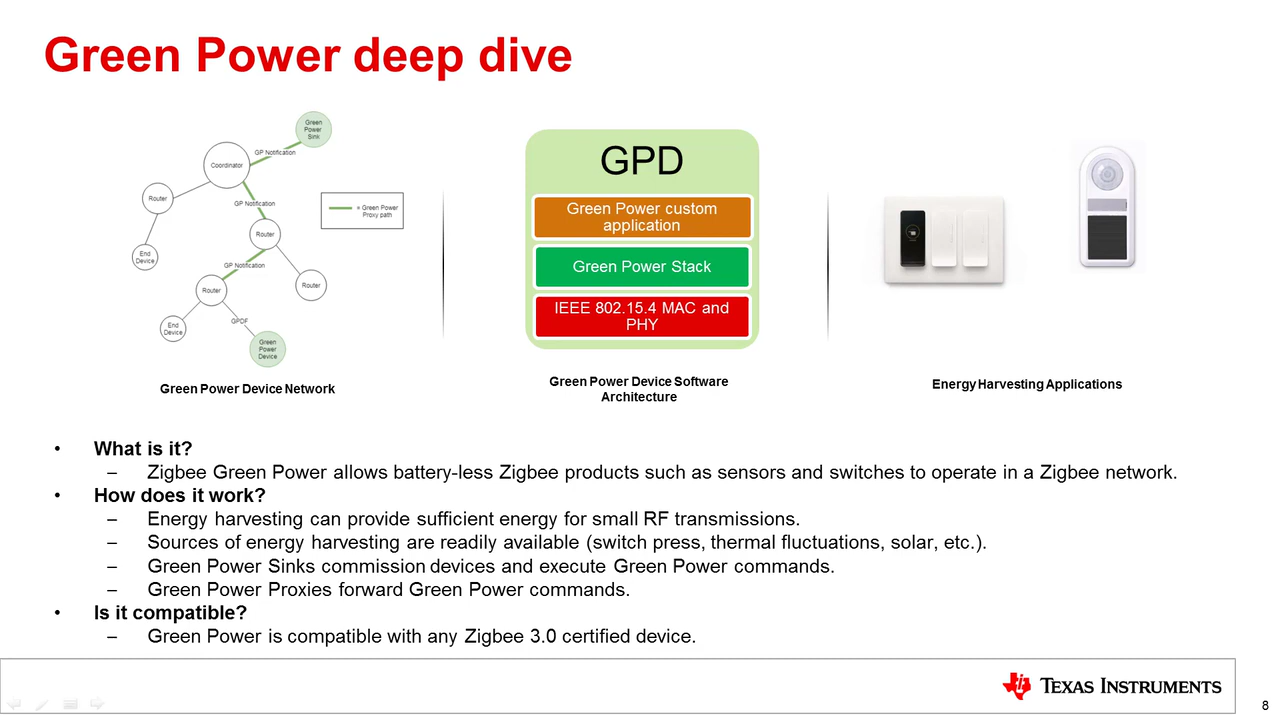 Green Power deep dive
Green
Power
Sink
GP Notification
Coordinator
Router
GP Notification
= Green Power
Proxy path
Router
End
Device
GP Notification
Router
Router
End
Device
GPDF
Green
Power
Device
Green Power Device Network
GPD
Green Power custom
application
Green Power Stack
IEEE 802.15.4 MAC and
PHY
Green Power Device Software
Architecture
Energy Harvesting Applications
• What is it?
– Zigbee Green Power allows battery-less Zigbee products such as sensors and switches to operate in a Zigbee network.
• How does it work?
– Energy harvesting can provide sufficient energy for small RF transmissions.
– Sources of energy harvesting are readily available (switch press, thermal fluctuations, solar, etc.).
– Green Power Sinks commission devices and execute Green Power commands.
– Green Power Proxies forward Green Power commands.
• Is it compatible?
– Green Power is compatible with any Zigbee 3.0 certified device.
TEXAS INSTRUMENTS
8